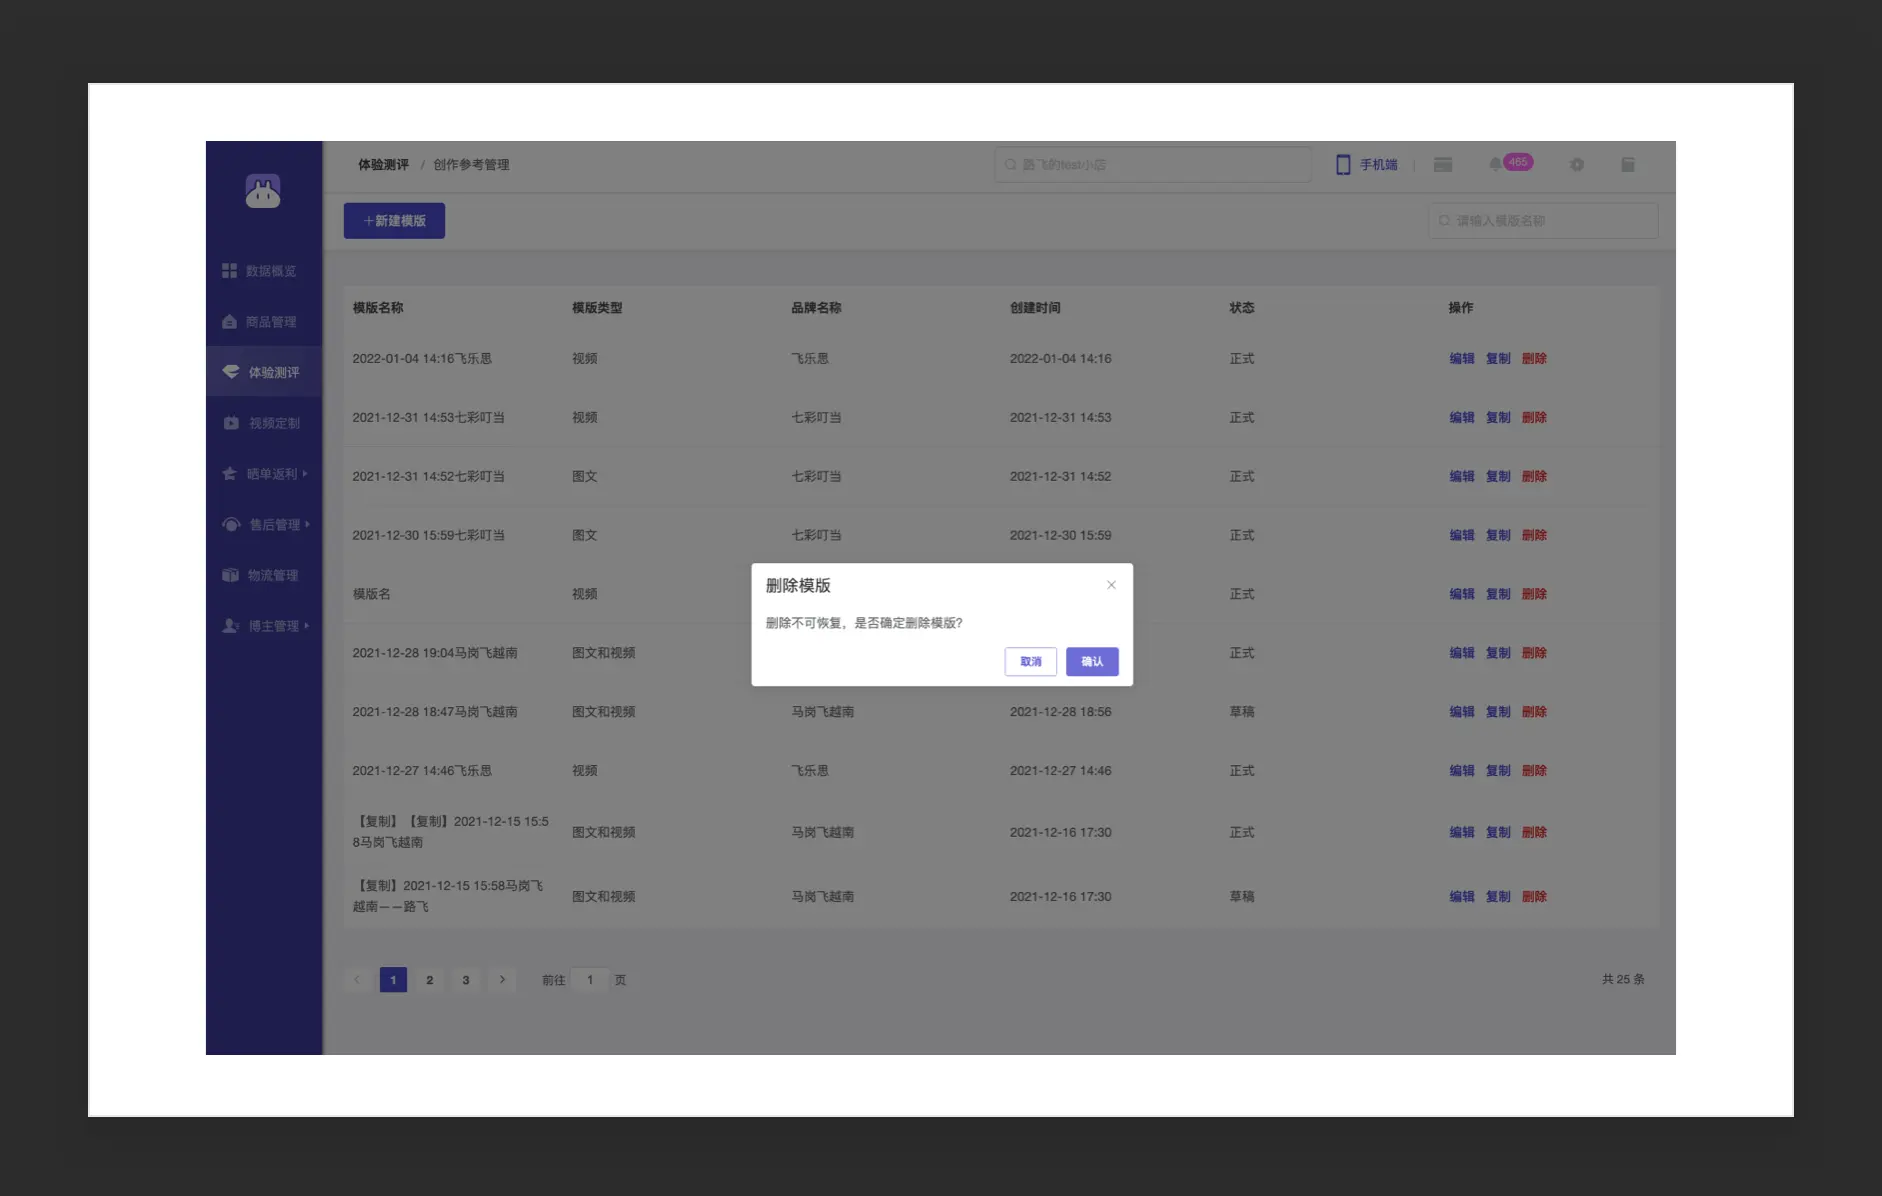 体验测评 / 创作参考管理
路飞的test小店
手机端
465
+新建模版
请输入模版名称
数据概览
商品管理
体验测评
视频定制
晒单返利
售后管理
物流管理
博主管理
模版名称 模版类型 品牌名称 创建时间 状态 操作
2022-01-04 14:16飞乐思 视频 飞乐思 2022-01-04 14:16 正式 编辑 复制 删除
2021-12-31 14:53七彩叮当 视频 七彩叮当 2021-12-31 14:53 正式 编辑 复制 删除
2021-12-31 14:52七彩叮当 图文 七彩叮当 2021-12-31 14:52 正式 编辑 复制 删除
2021-12-30 15:59七彩叮当 图文 七彩叮当 2021-12-30 15:59 正式 编辑 复制 删除
模版名 视频 正式 编辑 复制 删除
2021-12-28 19:04马岗飞越南 图文和视频 正式 编辑 复制 删除
删除模版
删除不可恢复，是否确定删除模版?
取消 确认
2021-12-28 18:47马岗飞越南 图文和视频 马岗飞越南 2021-12-28 18:56 草稿 编辑 复制 删除
2021-12-27 14:46飞乐思 视频 飞乐思 2021-12-27 14:46 正式 编辑 复制 删除
【复制】【复制】2021-12-15 15:5
8马岗飞越南 图文和视频 马岗飞越南 2021-12-16 17:30 正式 编辑 复制 删除
【复制】2021-12-15 15:58马岗飞
越南——路飞 图文和视频 马岗飞越南 2021-12-16 17:30 草稿 编辑 复制 删除
1 2 3 前往 1 页
共 25 条